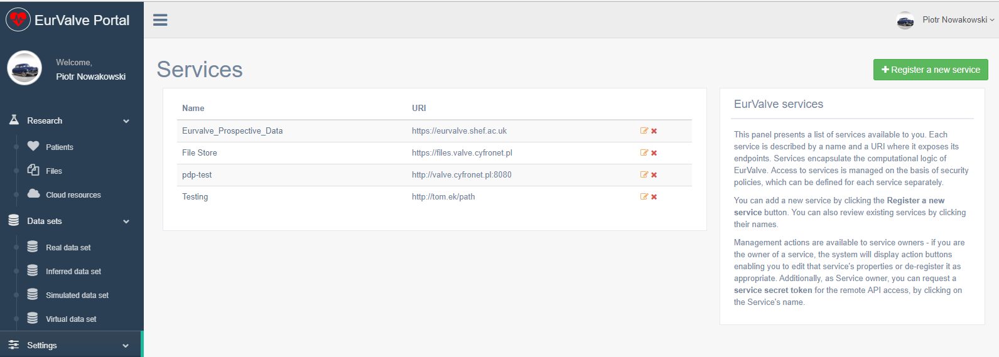 EurValve Portal
Piotr Nowakowski
Welcome,
Piotr Nowakowski
Research
Patients
Files
Cloud resources
Data sets
Real data set
Inferred data set
Simulated data set
Virtual data set
Settings
Services
Register a new service
Name URI
Eurvalve_Prospective_Data https://eurvalve.shef.ac.uk
File Store https://files.valve.cyfronet.pl
pdp-test http://valve.cyfronet.pl:8080
Testing http://tom.ek/path
EurValve services
This panel presents a list of services available to you. Each
service is described by a name and a URI where it exposes its
endpoints. Services encapsulate the computational logic of
EurValve. Access to services is managed on the basis of security
policies, which can be defined for each service separately.
You can add a new service by clicking the Register a new
service button. You can also review existing services by clicking
their names.
Management actions are available to service owners - if you are
the owner of a service, the system will display action buttons
enabling you to edit that service's properties or de-register it as
appropriate. Additionally, as Service owner, you can request a
service secret token for the remote API access, by clicking on
the Service's name.